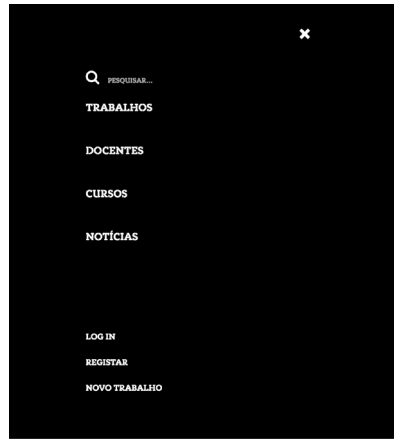 PESQUISAR...
TRABALHOS
DOCENTES
CURSOS
NOTÍCIAS
LOG IN
REGISTAR
NOVO TRABALHO